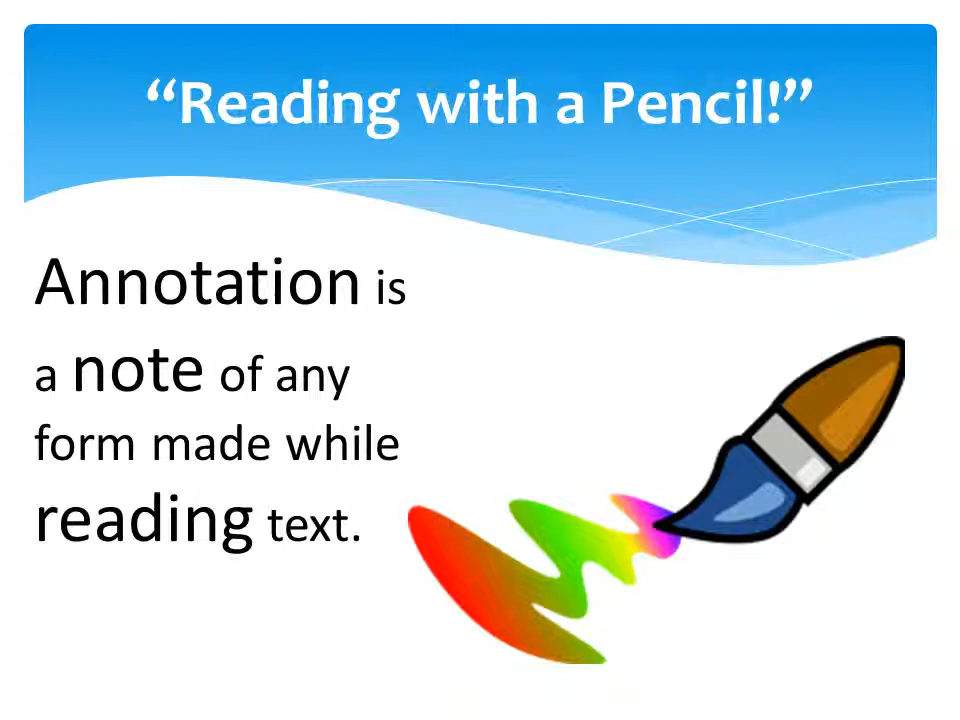 “Reading with a Pencil!”
Annotation is
a note of any
form made while
reading text.